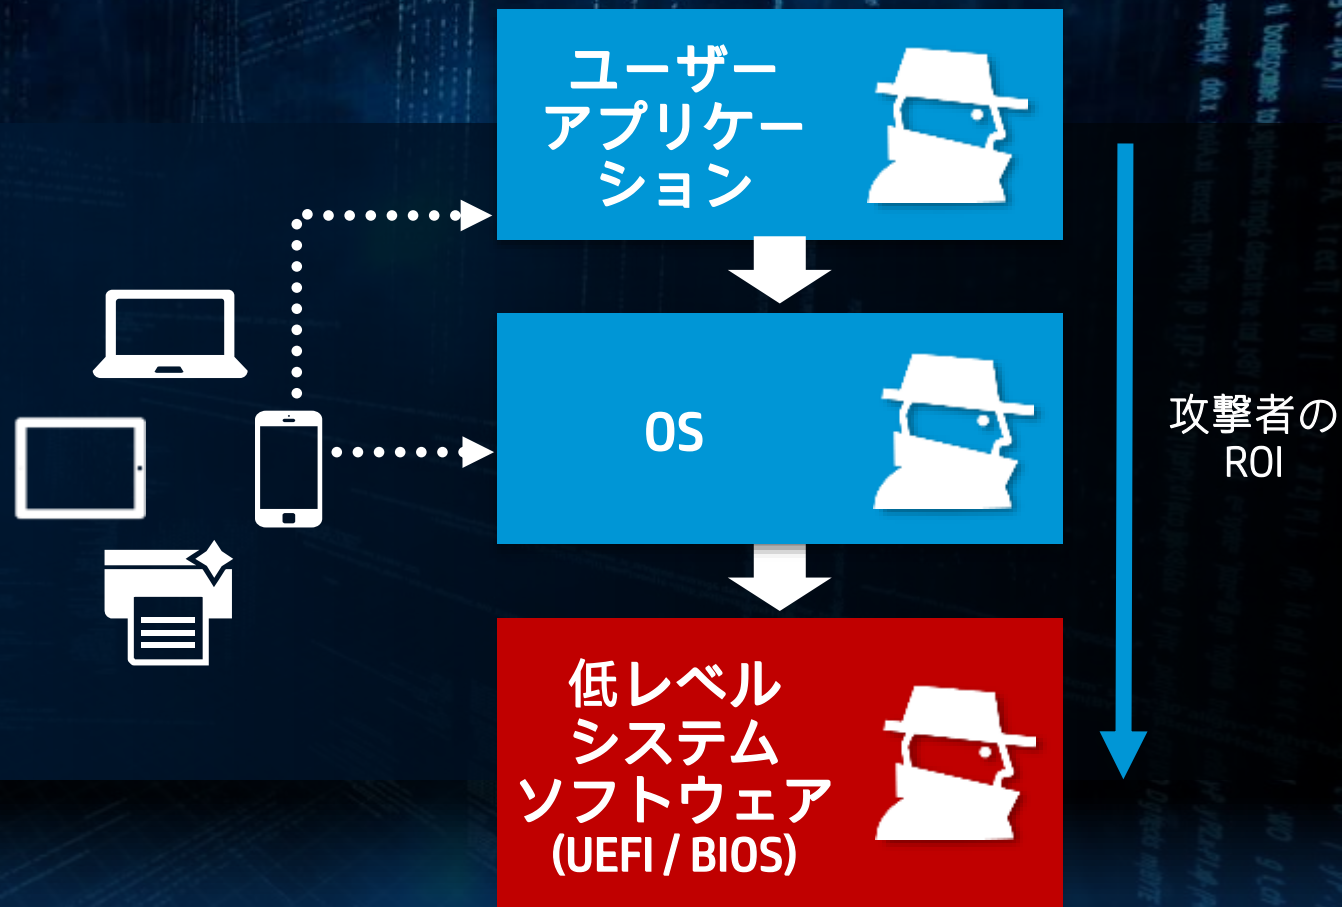 ユーザー
アプリケー
ション
OS
攻撃者の
ROI
低レベル
システム
ソフトウェア
(UEFI / BIOS)